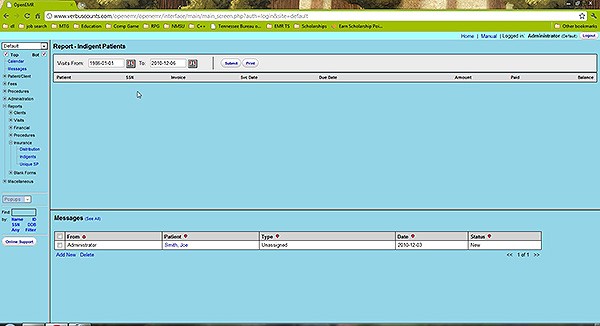 OpenEMR
www.verbuscounts.com/openemr/openemr/interface/main/main_screen.php?auth=login&site=default
all job search MTG Education Comp Game RPG NMSU C++ Tennessee Bureau o... EMR TS Scholarships Earn Scholarship Poi... Other bookmarks
Home | Manual | Logged in: Administrator (Default) Logout
Default
Top Bot
Calendar
Messages
Patient/Client
Fees
Procedures
Administration
Reports
Clients
Visits
Financial
Procedures
Insurance
Distribution
Indigents
Unique SP
Blank Forms
Miscellaneous
Popups
Find:
by: Name ID
SSN DOB
Any Filter
Online Support
Report - Indigent Patients
Visits From: 1986-01-01 To: 2010-12-06 Submit Print
Patient SSN Invoice Svc Date Due Date Amount Paid Balance
Messages (See All)
From Patient Type Date Status
Administrator Smith, Joe Unassigned 2010-12-03 New
Add New Delete << 1 of 1 >>